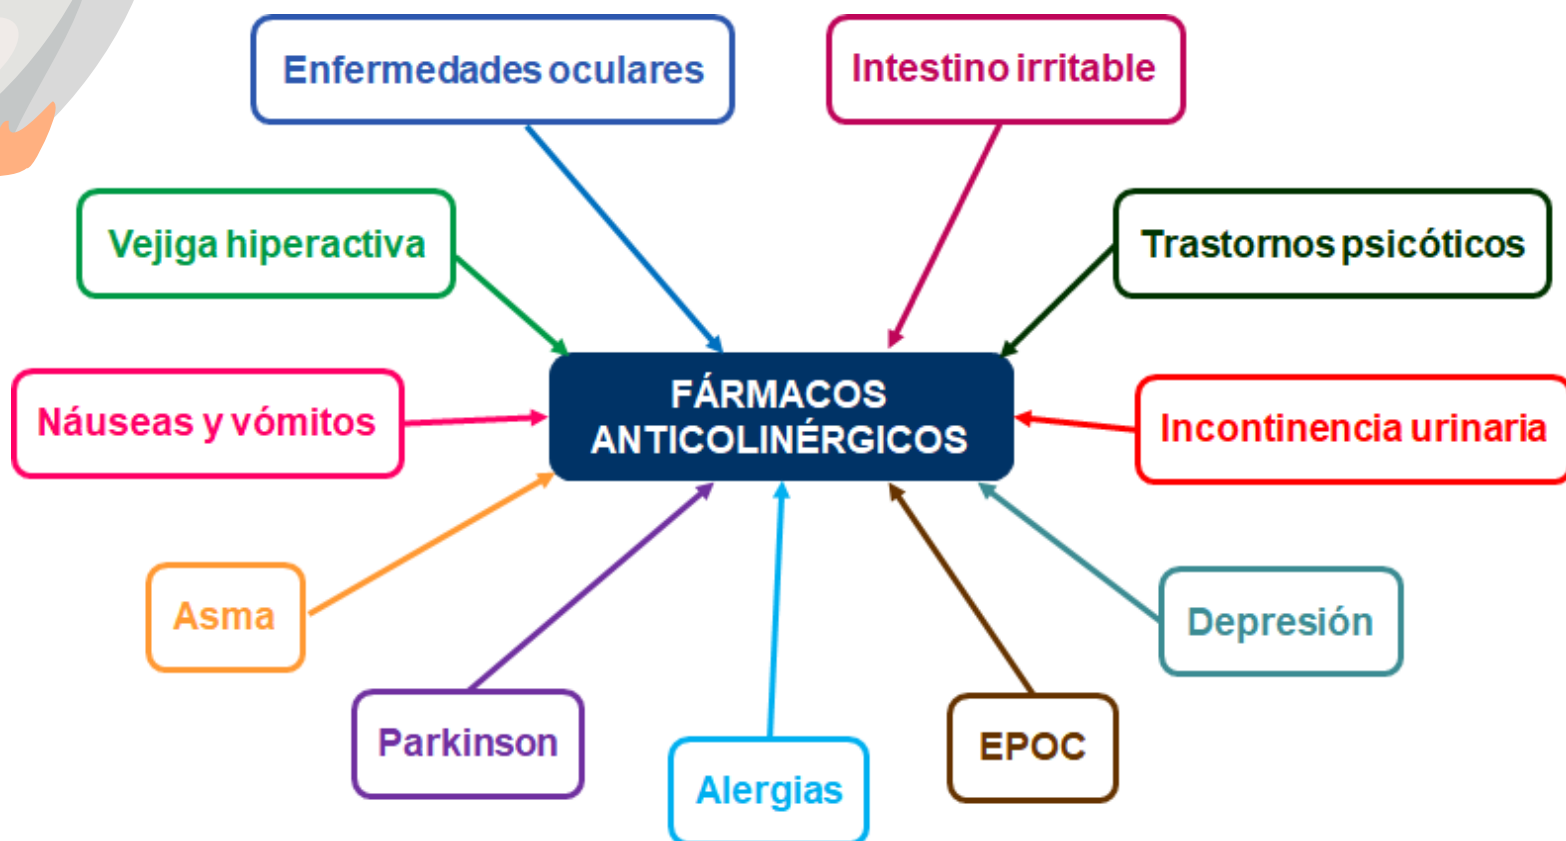 Enfermedades oculares
Intestino irritable
Vejiga hiperactiva
Trastornos psicóticos
FÁRMACOS
ANTICOLINÉRGICOS
Náuseas y vómitos
Incontinencia urinaria
Asma
Depresión
Parkinson
EPOC
Alergias